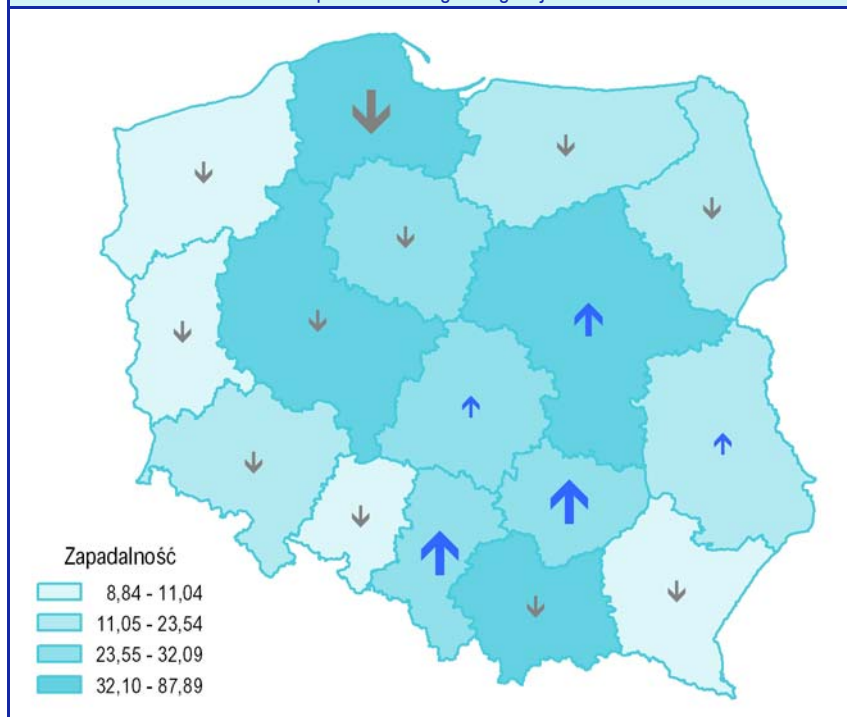 Zapadalność
8,84 - 11,04
11,05 - 23,54
23,55 - 32,09
32,10 - 87,89